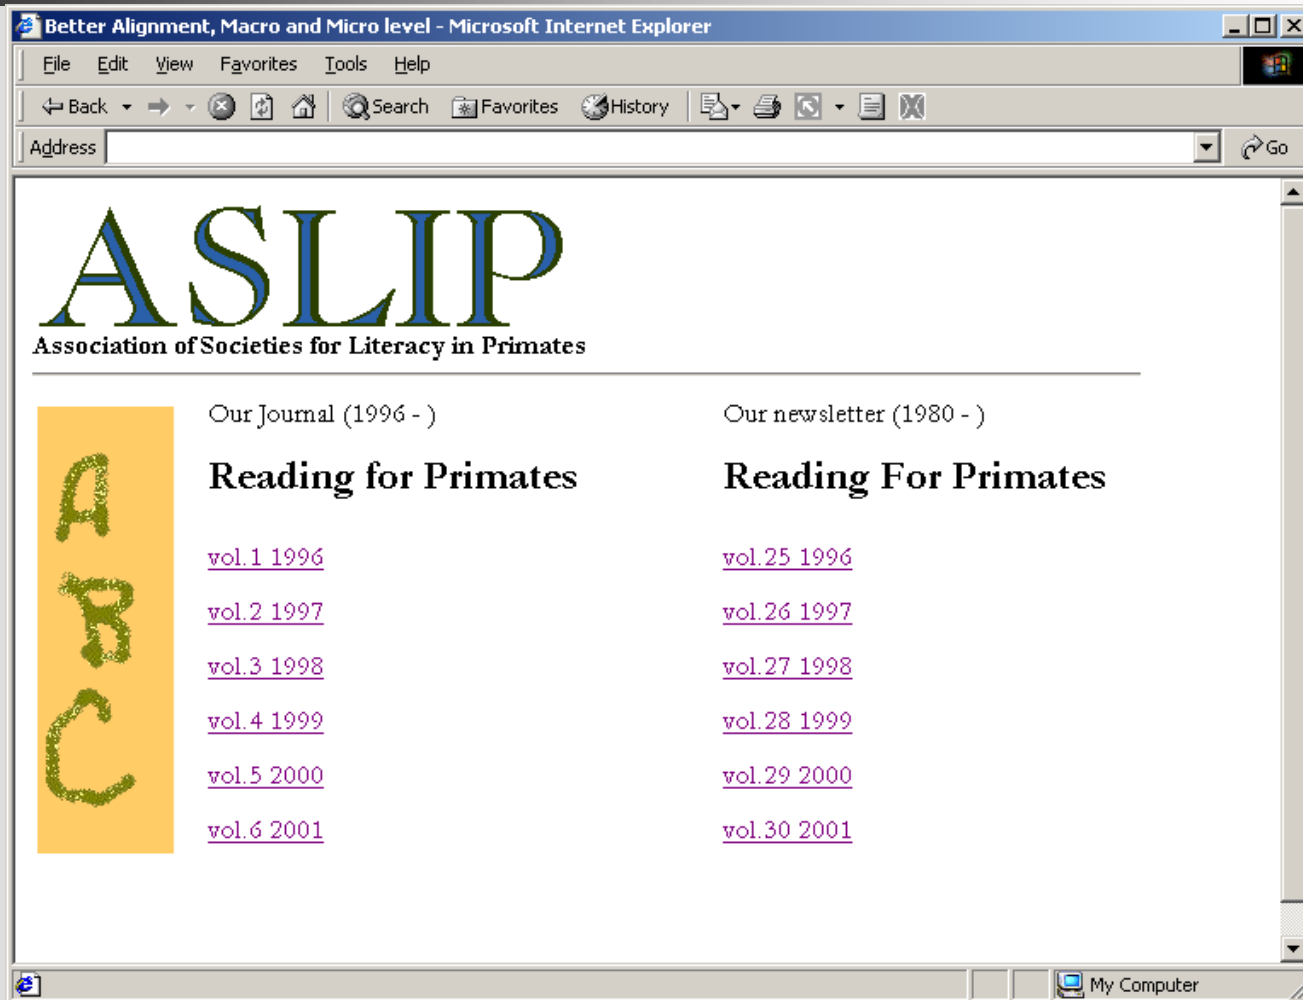 Better Alignment, Macro and Micro level - Microsoft Internet Explorer
File Edit View Favorites Tools Help
Back Search Favorites History
Address Go
ASLIP
Association of Societies for Literacy in Primates
Our Journal (1996 - ) Our newsletter (1980 - )
Reading for Primates Reading For Primates
A
B
C
vol.1 1996 vol.25 1996
vol.2 1997 vol.26 1997
vol.3 1998 vol.27 1998
vol.4 1999 vol.28 1999
vol.5 2000 vol.29 2000
vol.6 2001 vol.30 2001
My Computer